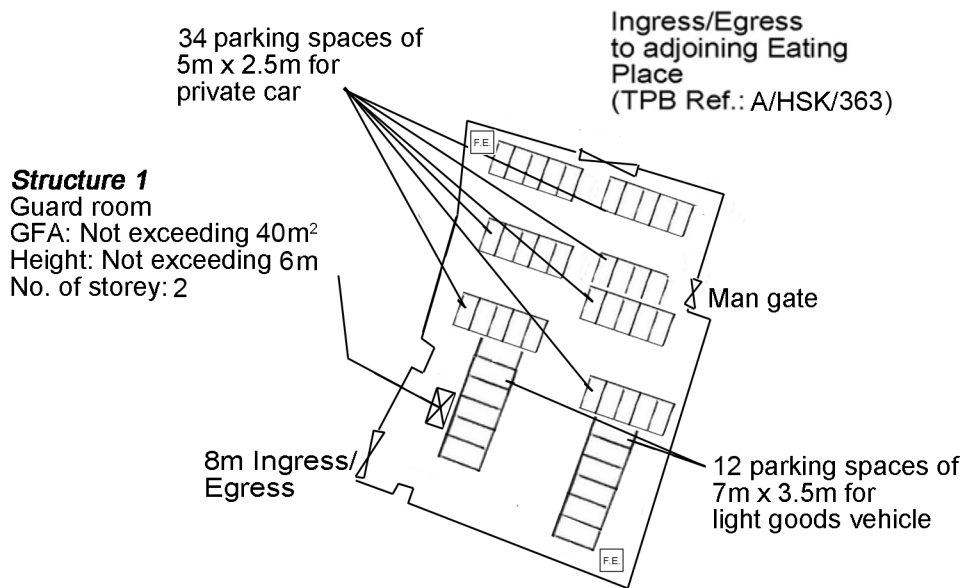 34 parking spaces of
5m x 2.5m for
private car
Ingress/Egress
to adjoining Eating
Place
(TPB Ref.: A/HSK/363)
F.E.
Structure 1
Guard room
GFA: Not exceeding 40m²
Height: Not exceeding 6m
No. of storey: 2
Man gate
8m Ingress/
Egress
12 parking spaces of
7m x 3.5m for
light goods vehicle
F.E.